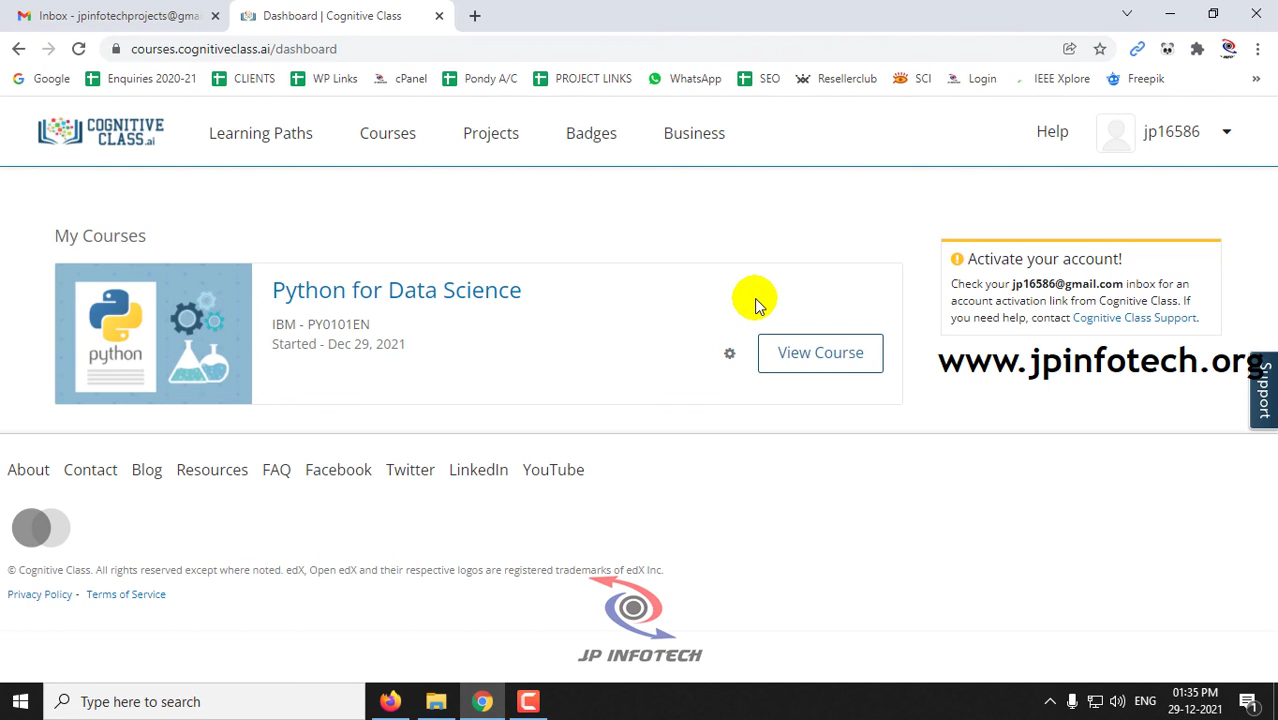 Inbox - jpinfotechprojects@gma
Dashboard | Cognitive Class
courses.cognitiveclass.ai/dashboard
Google Enquiries 2020-21 CLIENTS WP Links cPanel Pondy A/C PROJECT LINKS WhatsApp SEO Resellerclub SCI Login IEEE Xplore Freepik »
COGNITIVE
CLASS.ai
Learning Paths Courses Projects Badges Business Help jp16586
My Courses
python
Python for Data Science
IBM - PY0101EN
Started - Dec 29, 2021
View Course
Activate your account!
Check your jp16586@gmail.com inbox for an
account activation link from Cognitive Class. If
you need help, contact Cognitive Class Support.
www.jpinfotech.org
Support
About Contact Blog Resources FAQ Facebook Twitter LinkedIn YouTube
© Cognitive Class. All rights reserved except where noted. edX, Open edX and their respective logos are registered trademarks of edX Inc.
Privacy Policy - Terms of Service
JP INFOTECH
Type here to search
ENG
01:35 PM
29-12-2021
1